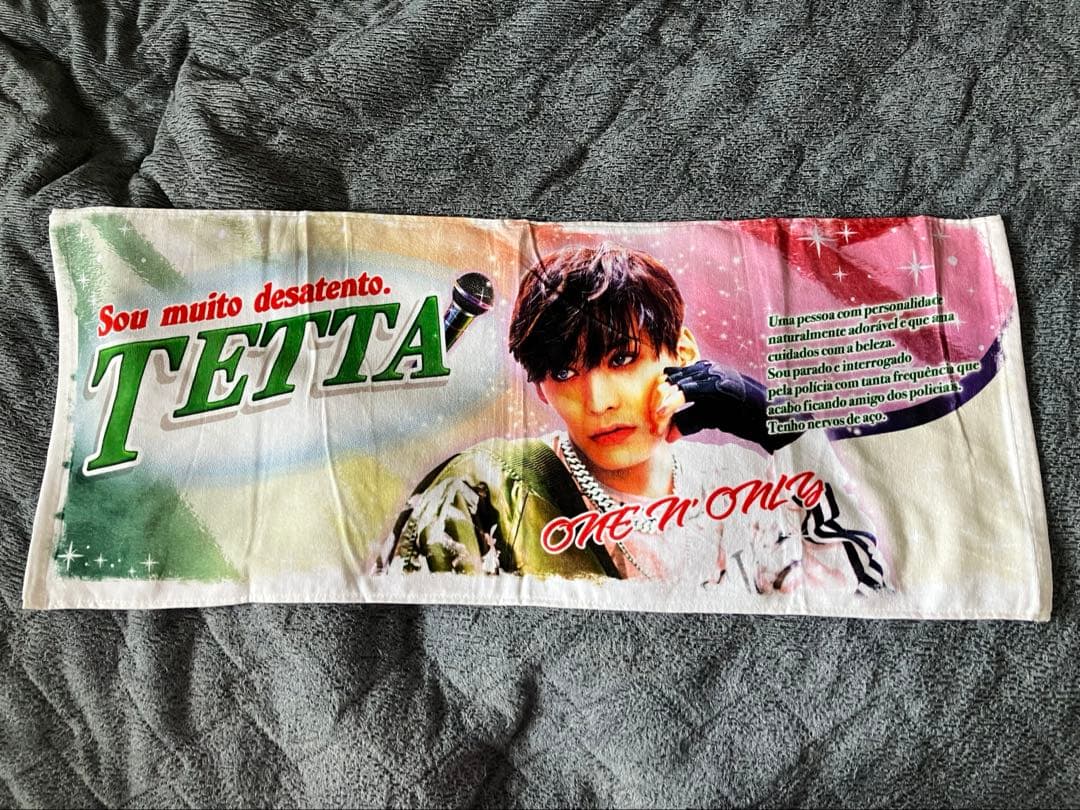 Sou muito desatento.
TETTA
Uma pessoa com personalidade
naturalmente adorável e que ama
cuidados com a beleza.
Sou parado e interrogado
pela polícia com tanta frequência que
acabo ficando amigo dos policiais.
Tenho nervos de aço.
ONE N' ONLY